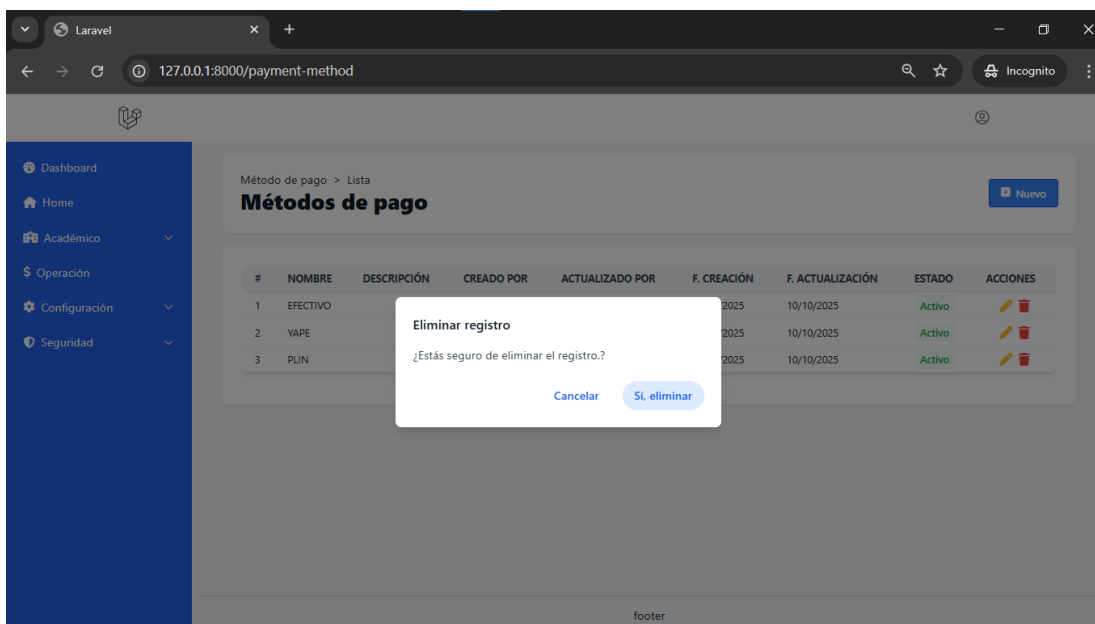 Laravel
127.0.0.1:8000/payment-method
Incognito
Dashboard
Home
Académico
$ Operación
Configuración
Seguridad
Método de pago > Lista
Métodos de pago
Nuevo
# NOMBRE DESCRIPCIÓN CREADO POR ACTUALIZADO POR F. CREACIÓN F. ACTUALIZACIÓN ESTADO ACCIONES
1 EFECTIVO 2025 10/10/2025 Activo
2 YAPE 2025 10/10/2025 Activo
3 PLIN 2025 10/10/2025 Activo
Eliminar registro
¿Estás seguro de eliminar el registro.?
Cancelar Sí, eliminar
footer